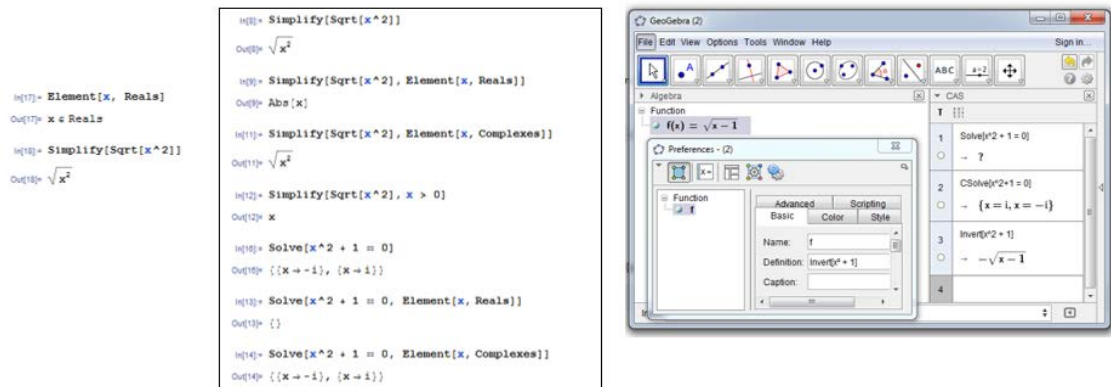 In[17]:= Element[x, Reals]
Out[17]= x ∈ Reals
In[18]:= Simplify[Sqrt[x^2]]
Out[18]= √x²
In[8]:= Simplify[Sqrt[x^2]]
Out[8]= √x²
In[9]:= Simplify[Sqrt[x^2], Element[x, Reals]]
Out[9]= Abs[x]
In[11]:= Simplify[Sqrt[x^2], Element[x, Complexes]]
Out[11]= √x²
In[12]:= Simplify[Sqrt[x^2], x > 0]
Out[12]= x
In[16]:= Solve[x^2 + 1 == 0]
Out[16]= {{x → -i}, {x → i}}
In[13]:= Solve[x^2 + 1 == 0, Element[x, Reals]]
Out[13]= {}
In[14]:= Solve[x^2 + 1 == 0, Element[x, Complexes]]
Out[14]= {{x → -i}, {x → i}}
GeoGebra (2)
File Edit View Options Tools Window Help
Sign in...
A
ABC
a=2
Algebra
Function
f(x) = √x − 1
Preferences - (2)
Function
f
Advanced Scripting
Basic Color Style
Name: f
Definition: Invert[x² + 1]
Caption:
CAS
T
1 Solve[x^2 + 1 = 0]
→ ?
2 CSolve[x^2+1 = 0]
→ {x = i, x = −i}
3 Invert[x^2 + 1]
→ −√x − 1
4